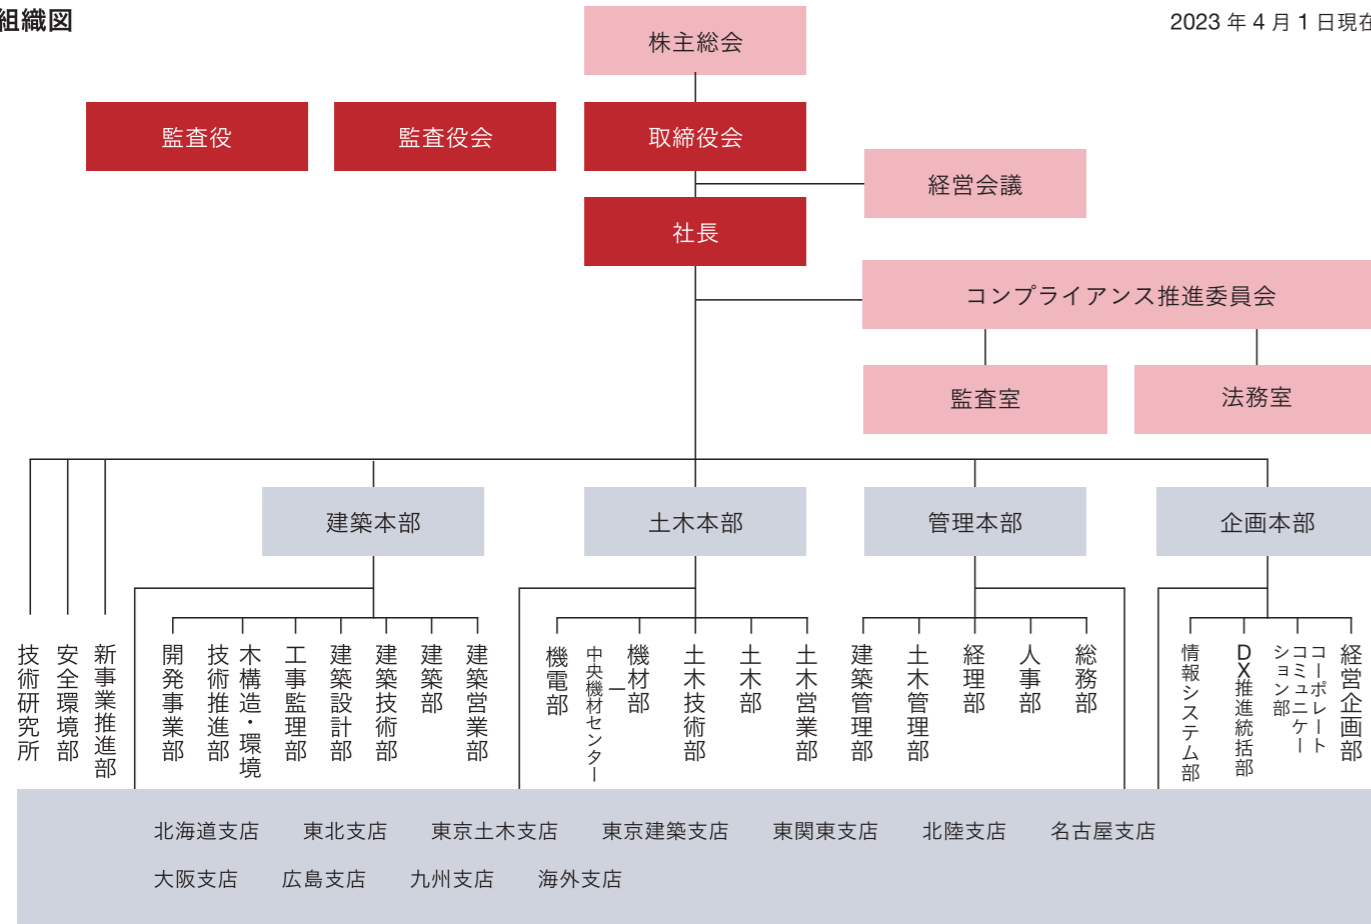 組織図
2023 年 4 月 1 日現在
株主総会
監査役
監査役会
取締役会
経営会議
社長
コンプライアンス推進委員会
監査室
法務室
建築本部
土木本部
管理本部
企画本部
技術研究所
安全環境部
新事業推進部
開発事業部
木構造・環境
技術推進部
工事監理部
建築設計部
建築技術部
建築部
建築営業部
機電部
機材部
中央機材センター
土木技術部
土木部
土木営業部
建築管理部
土木管理部
経理部
人事部
総務部
情報システム部
DX推進統括部
コーポレート
コミュニケー
ション部
経営企画部
北海道支店 東北支店 東京土木支店 東京建築支店 東関東支店 北陸支店 名古屋支店
大阪支店 広島支店 九州支店 海外支店